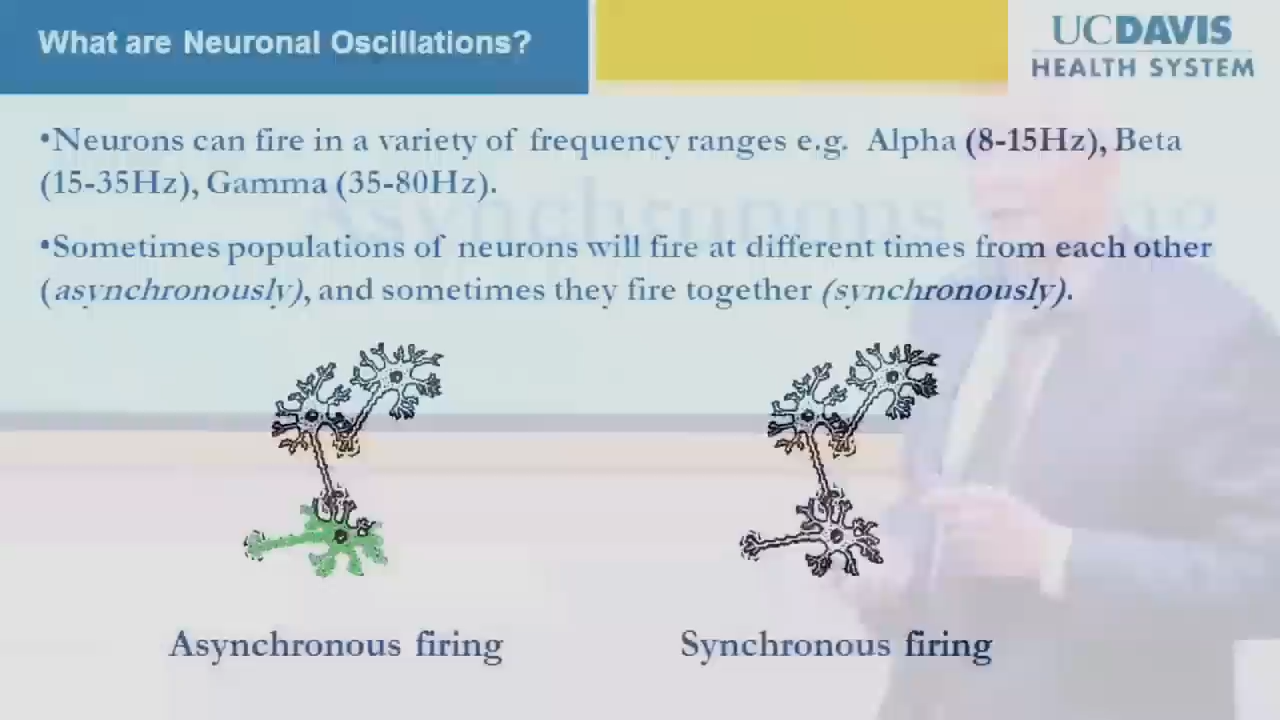 What are Neuronal Oscillations?
UCDAVIS
HEALTH SYSTEM
•Neurons can fire in a variety of frequency ranges e.g. Alpha (8-15Hz), Beta
(15-35Hz), Gamma (35-80Hz).
Asynchronons
•Sometimes populations of neurons will fire at different times from each other
(asynchronously), and sometimes they fire together (synchronously).
Asynchronous firing
Synchronous firing